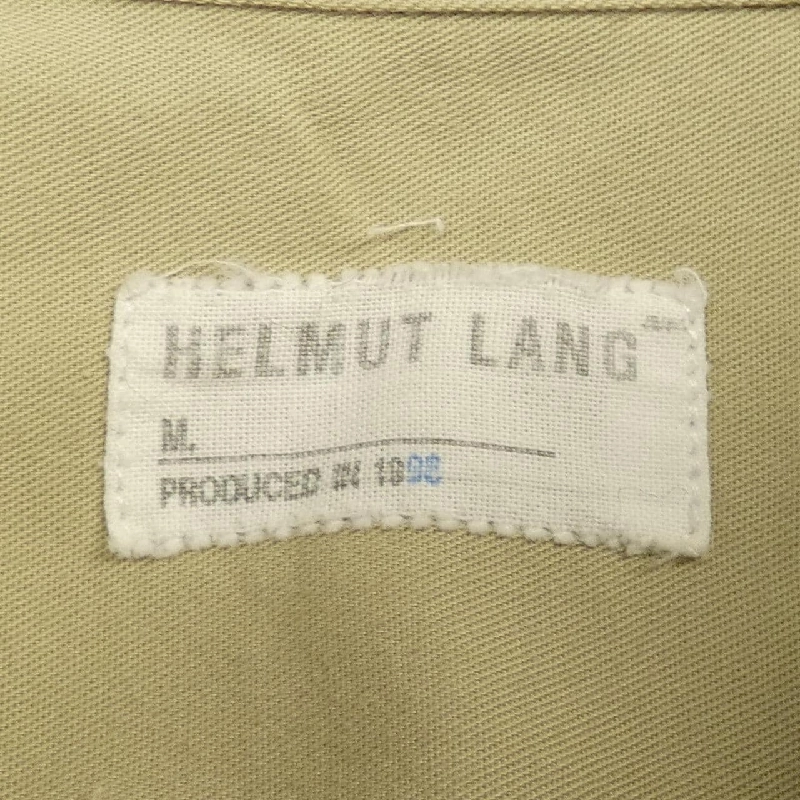 HELMUT LANG
M.
PRODUCED IN 1998